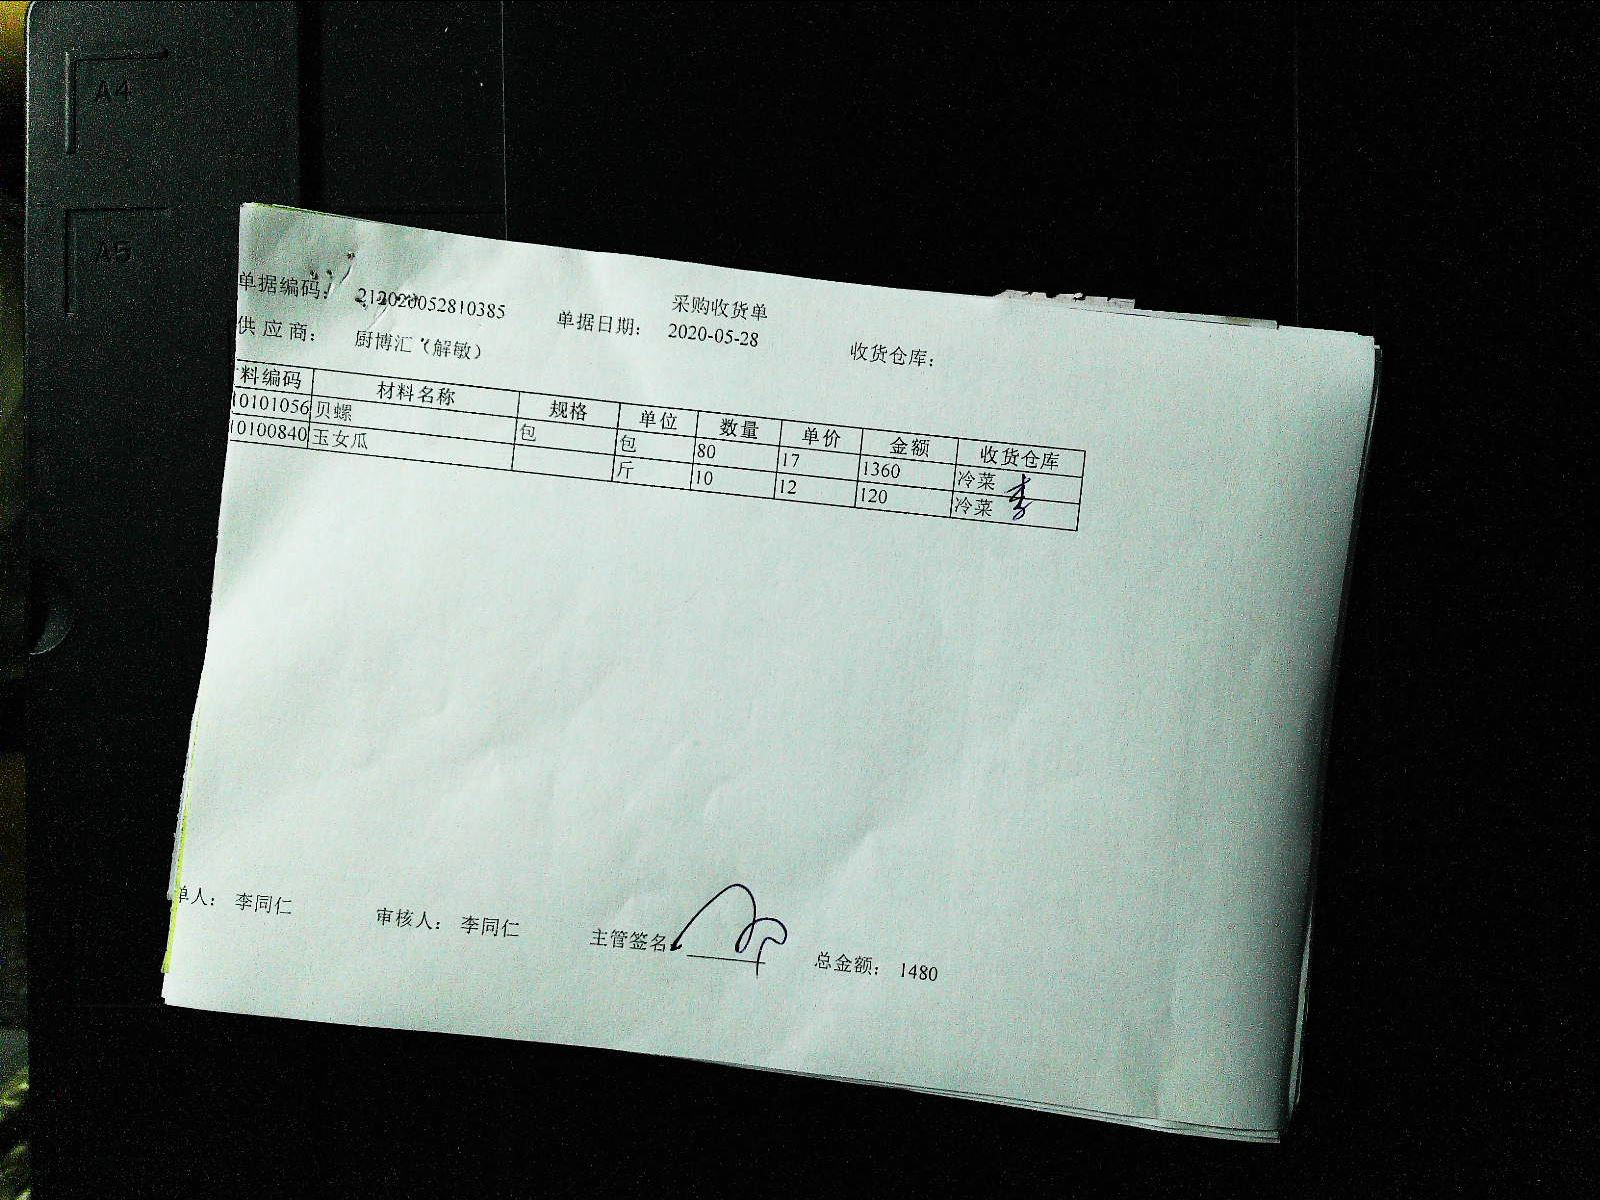 A4
A5
采购收货单
单据编码： 212020052810385 单据日期： 2020-05-28 收货仓库：
供应商： 厨博汇（解敏）
料编码 材料名称 规格 单位 数量 单价 金额 收货仓库
10101056 贝螺 包 包 80 17 1360 冷菜
10100840 玉女瓜 斤 10 12 120 冷菜
单人： 李同仁 审核人： 李同仁 主管签名 总金额： 1480